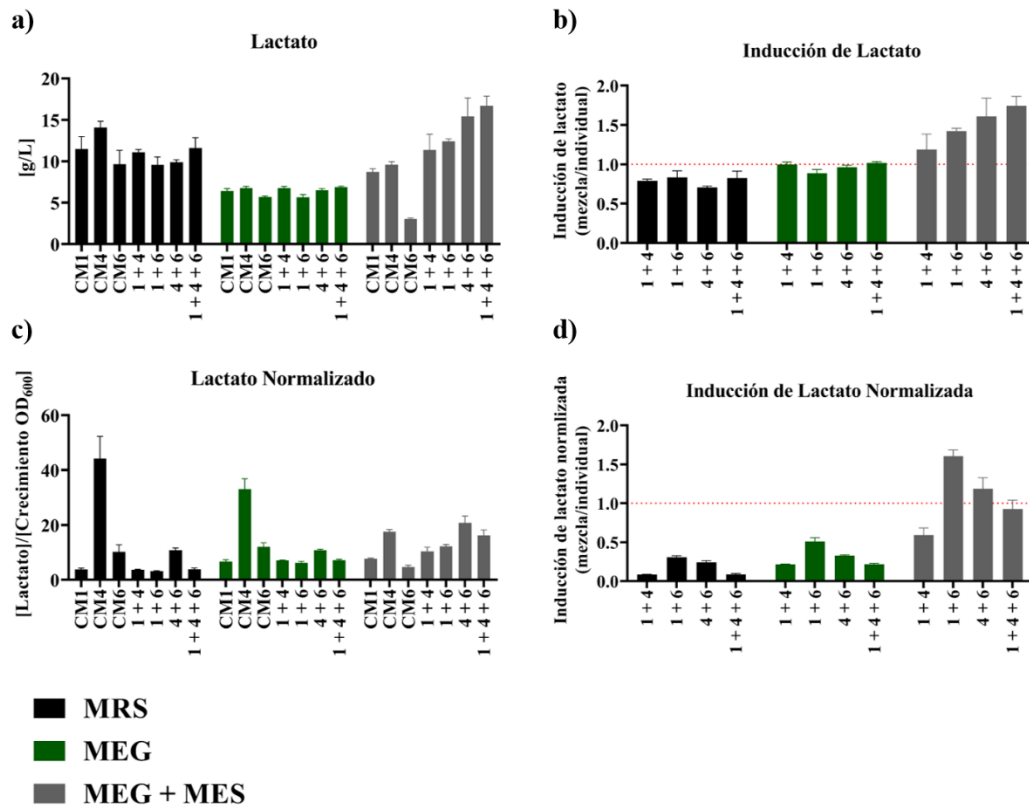 a)
Lactato
[g/L]
20
15
10
5
0
CM1
CM4
CM6
1 + 4
1 + 6
4 + 6
1 + 4 + 6
CM1
CM4
CM6
1 + 4
1 + 6
4 + 6
1 + 4 + 6
CM1
CM4
CM6
1 + 4
1 + 6
4 + 6
1 + 4 + 6
b)
Inducción de Lactato
Inducción de lactato
(mezcla/individual)
2.0
1.5
1.0
0.5
0.0
1 + 4
1 + 6
4 + 6
1 + 4 + 6
1 + 4
1 + 6
4 + 6
1 + 4 + 6
1 + 4
1 + 6
4 + 6
1 + 4 + 6
c)
Lactato Normalizado
[Lactato]/[Crecimiento OD₆₀₀]
60
40
20
0
CM1
CM4
CM6
1 + 4
1 + 6
4 + 6
1 + 4 + 6
CM1
CM4
CM6
1 + 4
1 + 6
4 + 6
1 + 4 + 6
CM1
CM4
CM6
1 + 4
1 + 6
4 + 6
1 + 4 + 6
d)
Inducción de Lactato Normalizada
Inducción de lactato normlizada
(mezcla/individual)
2.0
1.5
1.0
0.5
0.0
1 + 4
1 + 6
4 + 6
1 + 4 + 6
1 + 4
1 + 6
4 + 6
1 + 4 + 6
1 + 4
1 + 6
4 + 6
1 + 4 + 6
MRS
MEG
MEG + MES